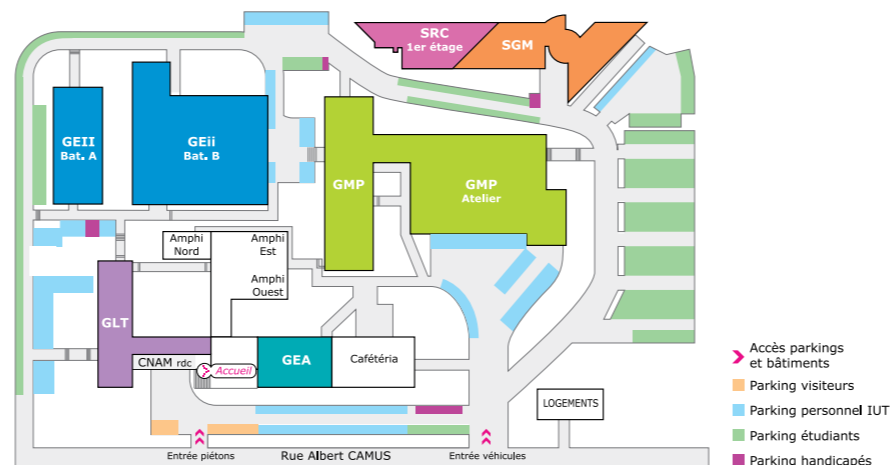 SRC
1er étage
SGM
GEII
Bat. A
GEii
Bat. B
GMP
GMP
Atelier
Amphi
Nord
Amphi
Est
Amphi
Ouest
GLT
CNAM rdc
Accueil
GEA
Cafétéria
LOGEMENTS
Entrée piétons
Rue Albert CAMUS
Entrée véhicules
Accès parkings
et bâtiments
Parking visiteurs
Parking personnel IUT
Parking étudiants
Parking handicapés